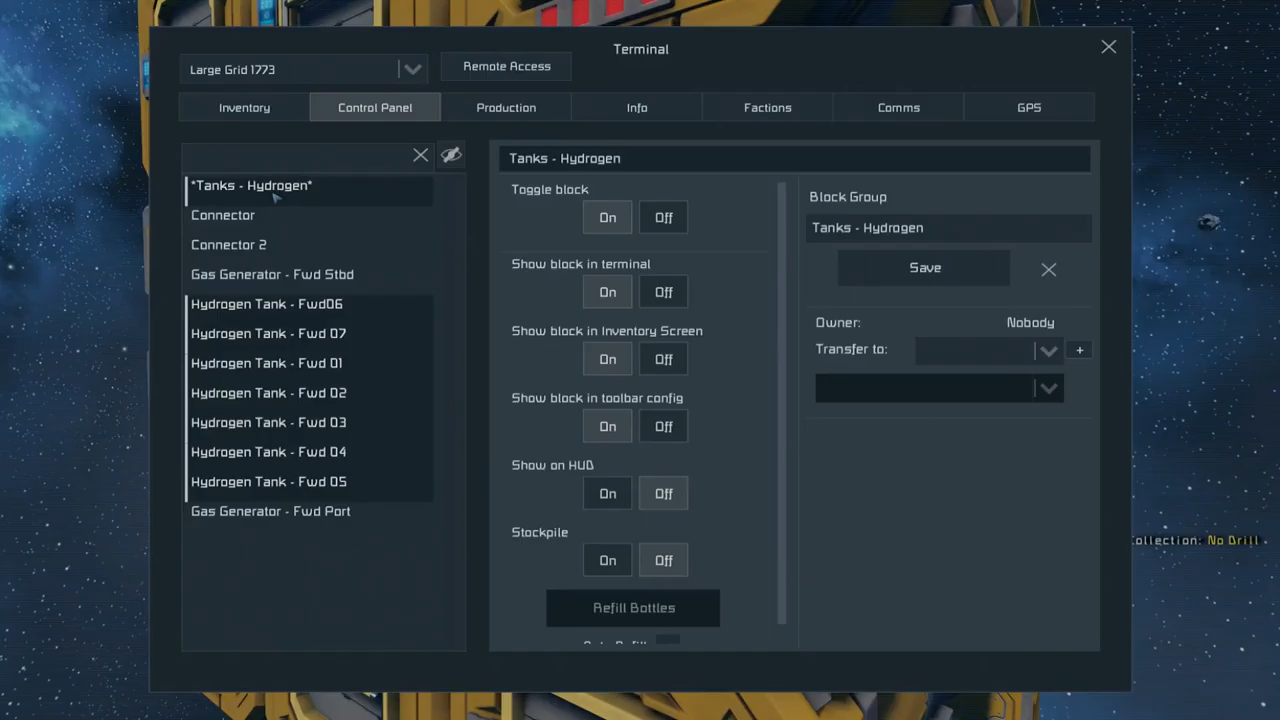 Terminal
Large Grid 1773
Remote Access
Inventory
Control Panel
Production
Info
Factions
Comms
GPS
*Tanks - Hydrogen*
Connector
Connector 2
Gas Generator - Fwd Stbd
Hydrogen Tank - Fwd06
Hydrogen Tank - Fwd 07
Hydrogen Tank - Fwd 01
Hydrogen Tank - Fwd 02
Hydrogen Tank - Fwd 03
Hydrogen Tank - Fwd 04
Hydrogen Tank - Fwd 05
Gas Generator - Fwd Port
Tanks - Hydrogen
Toggle block
On Off
Show block in terminal
On Off
Show block in Inventory Screen
On Off
Show block in toolbar config
On Off
Show on HUD
On Off
Stockpile
On Off
Refill Bottles
Block Group
Tanks - Hydrogen
Save
Owner: Nobody
Transfer to:
+
ollection: No Drill